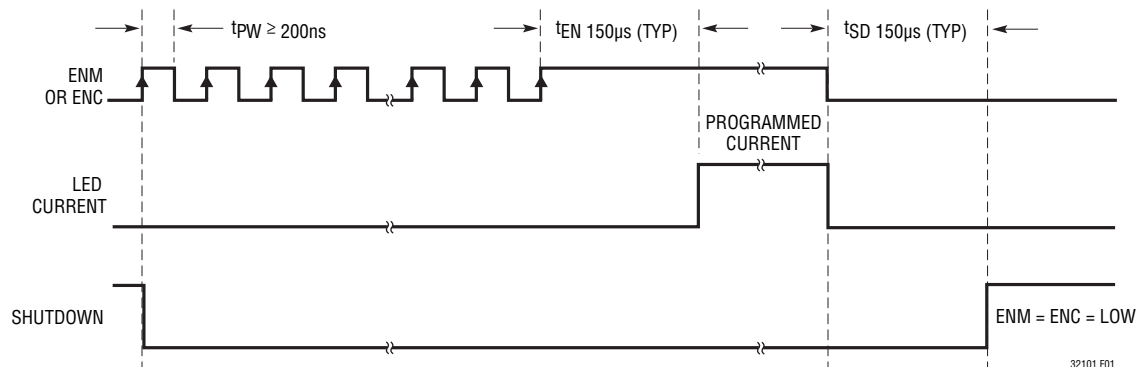 tPW ≥ 200ns
tEN 150µs (TYP)
tSD 150µs (TYP)
ENM
OR ENC
PROGRAMMED
CURRENT
LED
CURRENT
SHUTDOWN
ENM = ENC = LOW
32101 F01